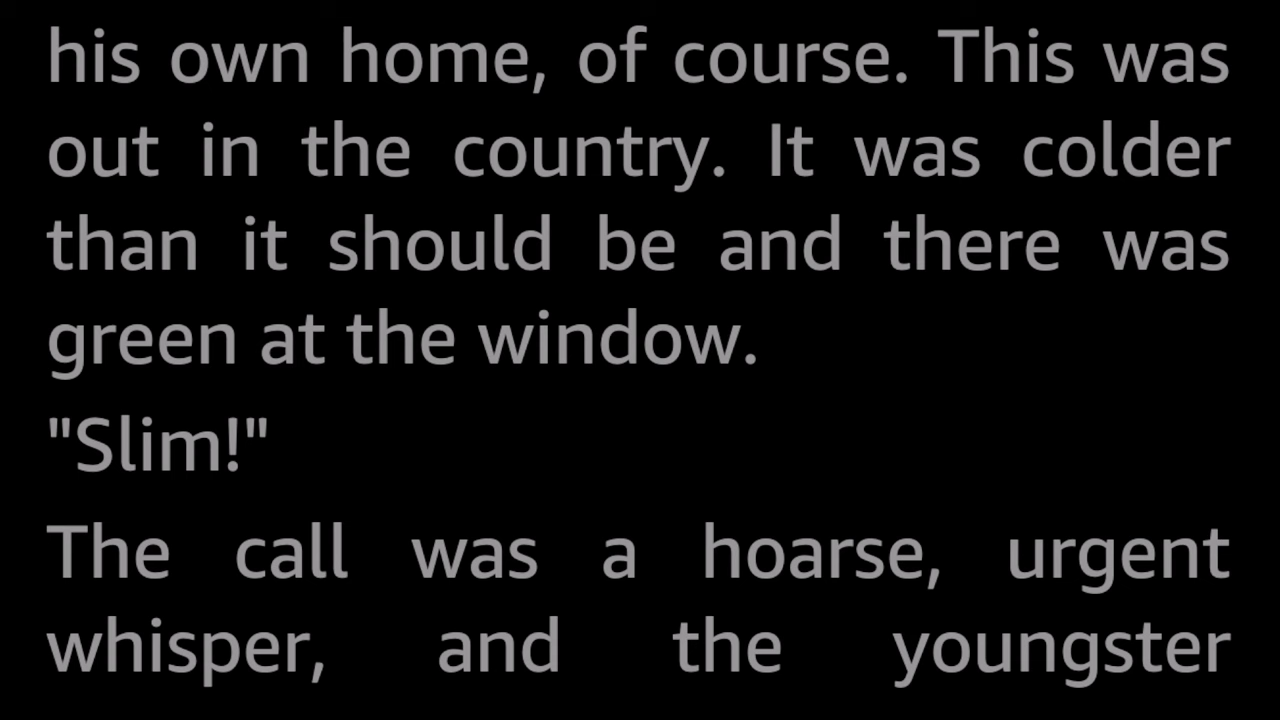 his own home, of course. This was
out in the country. It was colder
than it should be and there was
green at the window.
"Slim!"
The call was a hoarse, urgent
whisper, and the youngster